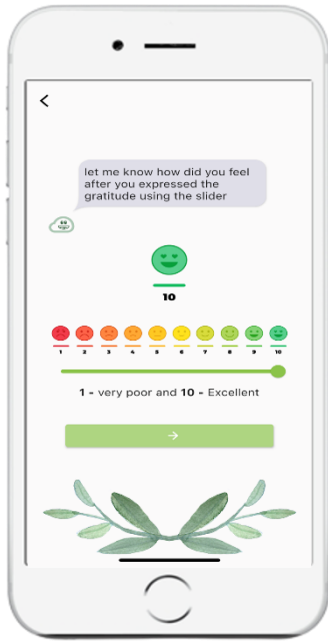 let me know how did you feel
after you expressed the
gratitude using the slider
10
1 2 3 4 5 6 7 8 9 10
1 - very poor and 10 - Excellent